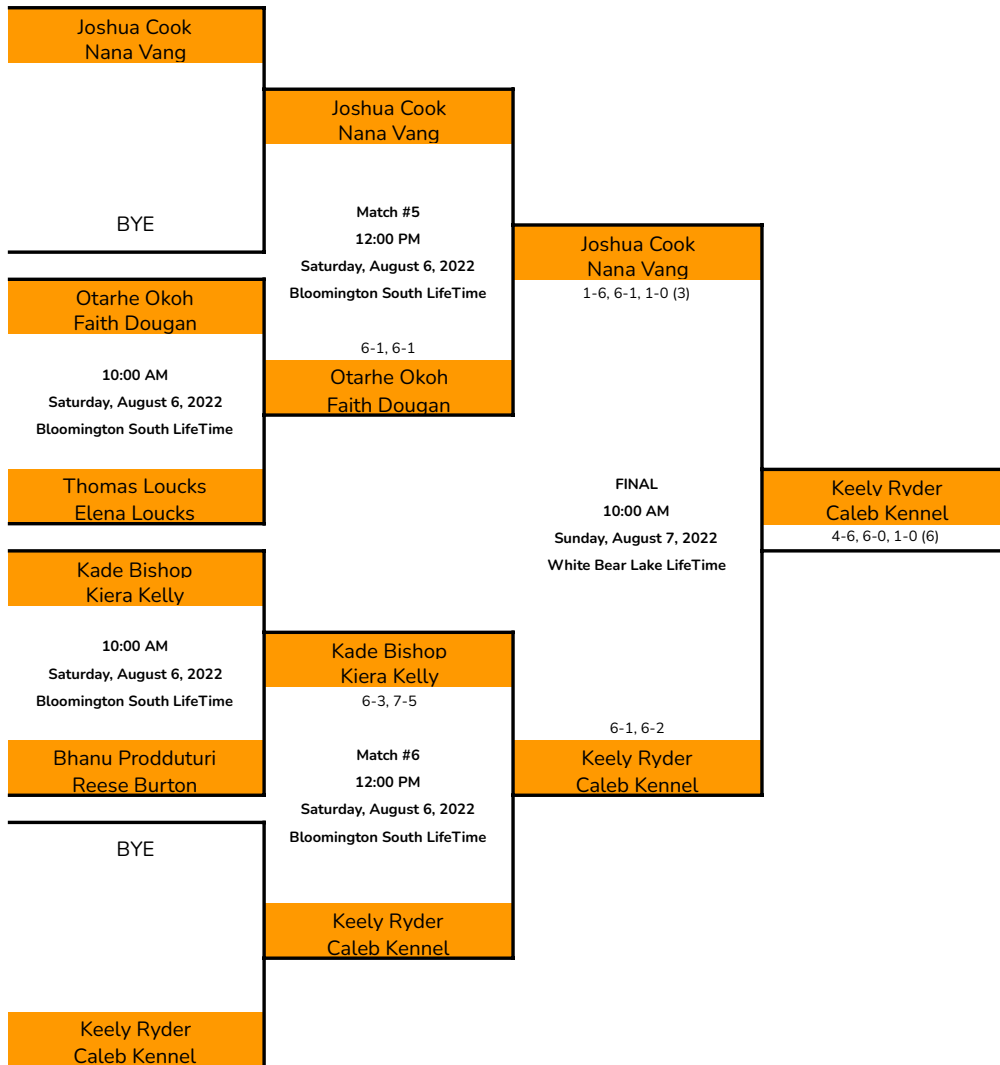 Joshua Cook
Nana Vang
BYE
Otarhe Okoh
Faith Dougan
10:00 AM
Saturday, August 6, 2022
Bloomington South LifeTime
Thomas Loucks
Elena Loucks
Kade Bishop
Kiera Kelly
10:00 AM
Saturday, August 6, 2022
Bloomington South LifeTime
Bhanu Prodduturi
Reese Burton
BYE
Keely Ryder
Caleb Kennel
Joshua Cook
Nana Vang
Match #5
12:00 PM
Saturday, August 6, 2022
Bloomington South LifeTime
6-1, 6-1
Otarhe Okoh
Faith Dougan
Kade Bishop
Kiera Kelly
6-3, 7-5
Match #6
12:00 PM
Saturday, August 6, 2022
Bloomington South LifeTime
Keely Ryder
Caleb Kennel
Joshua Cook
Nana Vang
1-6, 6-1, 1-0 (3)
FINAL
10:00 AM
Sunday, August 7, 2022
White Bear Lake LifeTime
6-1, 6-2
Keely Ryder
Caleb Kennel
Keely Ryder
Caleb Kennel
4-6, 6-0, 1-0 (6)